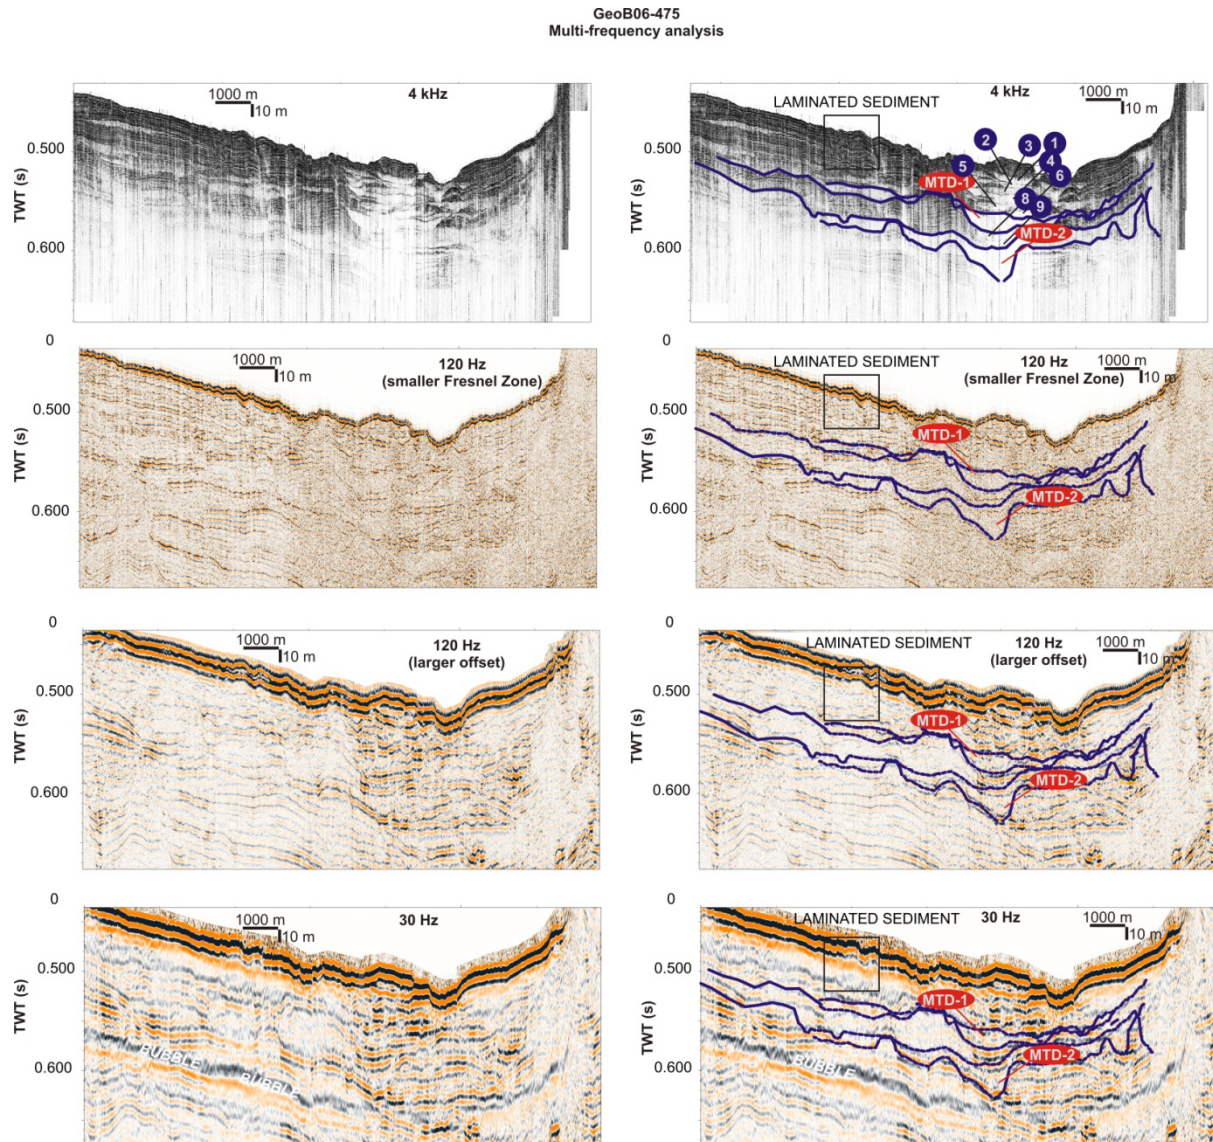 GeoB06-475
Multi-frequency analysis
1000 m
10 m
4 kHz
TWT (s)
0.500
0.600
LAMINATED SEDIMENT
4 kHz
1000 m
10 m
2
3
1
4
5
6
8
9
MTD-1
MTD-2
TWT (s)
0.500
0.600
0
1000 m
10 m
120 Hz
(smaller Fresnel Zone)
TWT (s)
0.500
0.600
0
LAMINATED SEDIMENT
120 Hz
(smaller Fresnel Zone)
1000 m
10 m
MTD-1
MTD-2
TWT (s)
0.500
0.600
0
1000 m
10 m
120 Hz
(larger offset)
TWT (s)
0.500
0.600
0
LAMINATED SEDIMENT
120 Hz
(larger offset)
1000 m
10 m
MTD-1
MTD-2
TWT (s)
0.500
0.600
0
1000 m
10 m
30 Hz
TWT (s)
0.500
0.600
BUBBLE
BUBBLE
0
LAMINATED SEDIMENT
30 Hz
1000 m
10 m
MTD-1
MTD-2
TWT (s)
0.500
0.600
BUBBLE